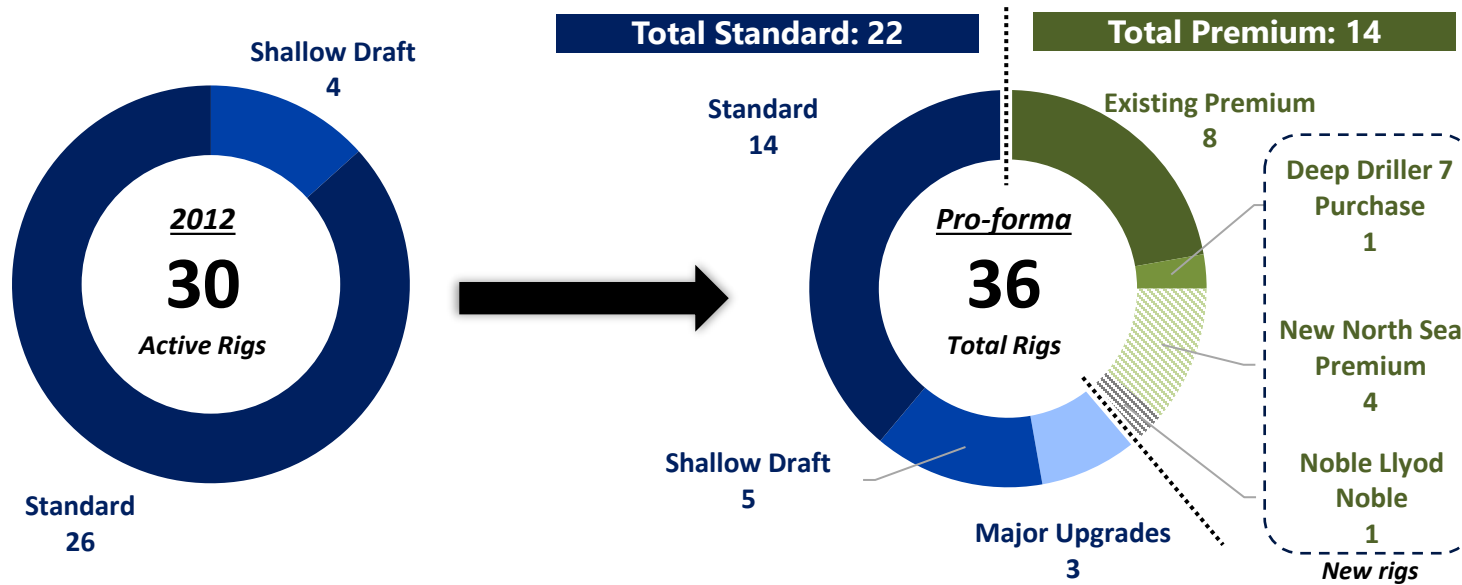 Total Standard: 22
Total Premium: 14
Shallow Draft
4
2012
30
Active Rigs
Standard
26
Standard
14
Existing Premium
8
Pro-forma
36
Total Rigs
Deep Driller 7
Purchase
1
New North Sea
Premium
4
Noble Llyod
Noble
1
Shallow Draft
5
Major Upgrades
3
New rigs